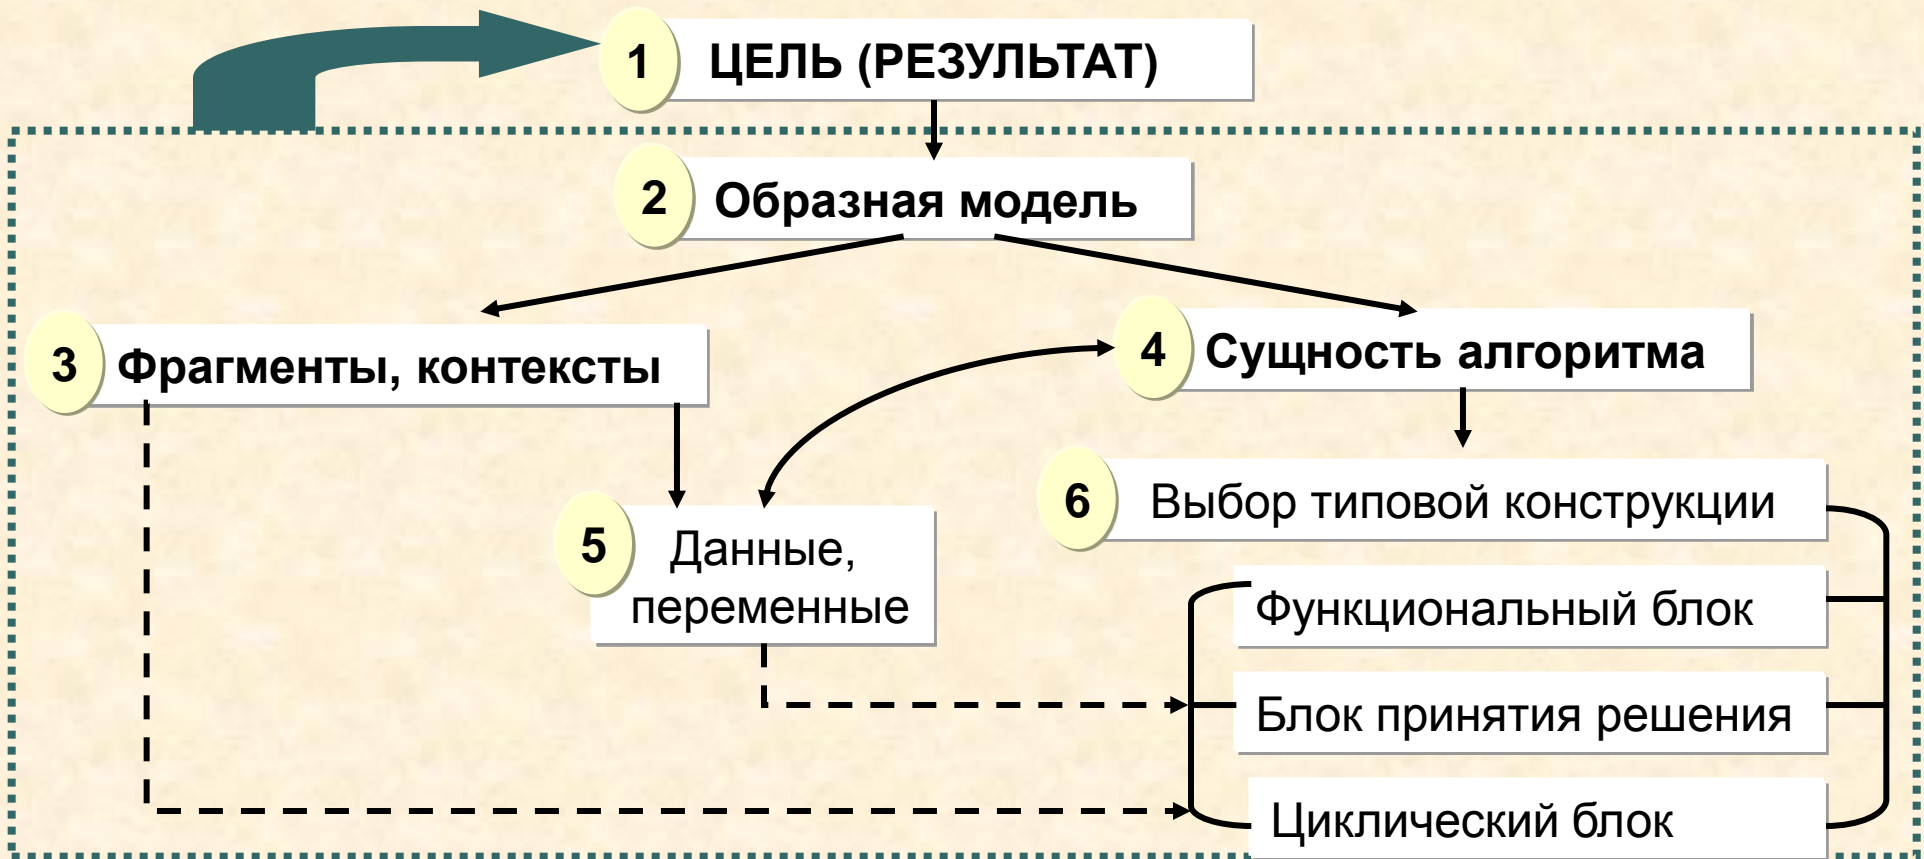 1 ЦЕЛЬ (РЕЗУЛЬТАТ)
2 Образная модель
3 Фрагменты, контексты
4 Сущность алгоритма
5 Данные,
переменные
6 Выбор типовой конструкции
Функциональный блок
Блок принятия решения
Циклический блок